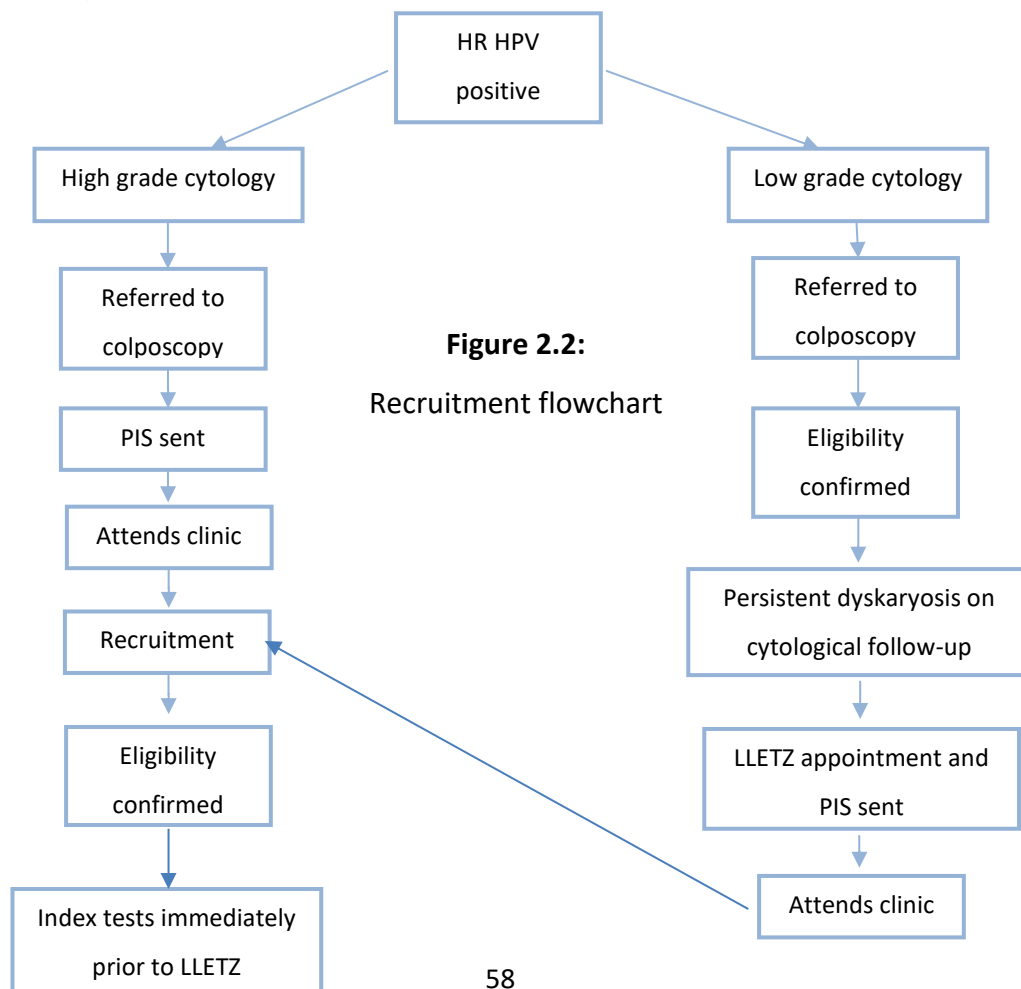 HR HPV
positive
High grade cytology
Referred to
colposcopy
PIS sent
Attends clinic
Recruitment
Eligibility
confirmed
Index tests immediately
prior to LLETZ
Figure 2.2:
Recruitment flowchart
Low grade cytology
Referred to
colposcopy
Eligibility
confirmed
Persistent dyskaryosis on
cytological follow-up
LLETZ appointment and
PIS sent
Attends clinic
58